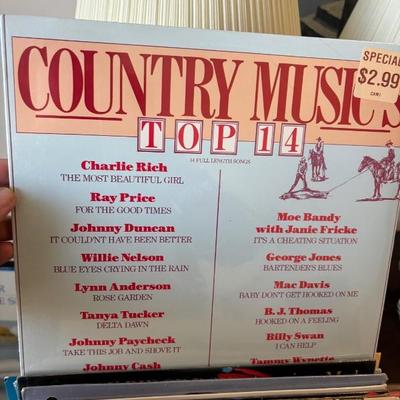 COUNTRY MUSIC'S
SPECIAL
$2.99
TOP 14
14 FULL LENGTH SONGS
Charlie Rich
THE MOST BEAUTIFUL GIRL
Ray Price
FOR THE GOOD TIMES
Johnny Duncan
IT COULDN'T HAVE BEEN BETTER
Willie Nelson
BLUE EYES CRYING IN THE RAIN
Lynn Anderson
ROSE GARDEN
Tanya Tucker
DELTA DAWN
Johnny Paycheck
TAKE THIS JOB AND SHOVE IT
Johnny Cash
Moe Bandy
with Janie Fricke
IT'S A CHEATING SITUATION
George Jones
BARTENDER'S BLUES
Mac Davis
BABY DON'T GET HOOKED ON ME
B. J. Thomas
HOOKED ON A FEELING
Billy Swan
I CAN HELP
Tammy Wynette